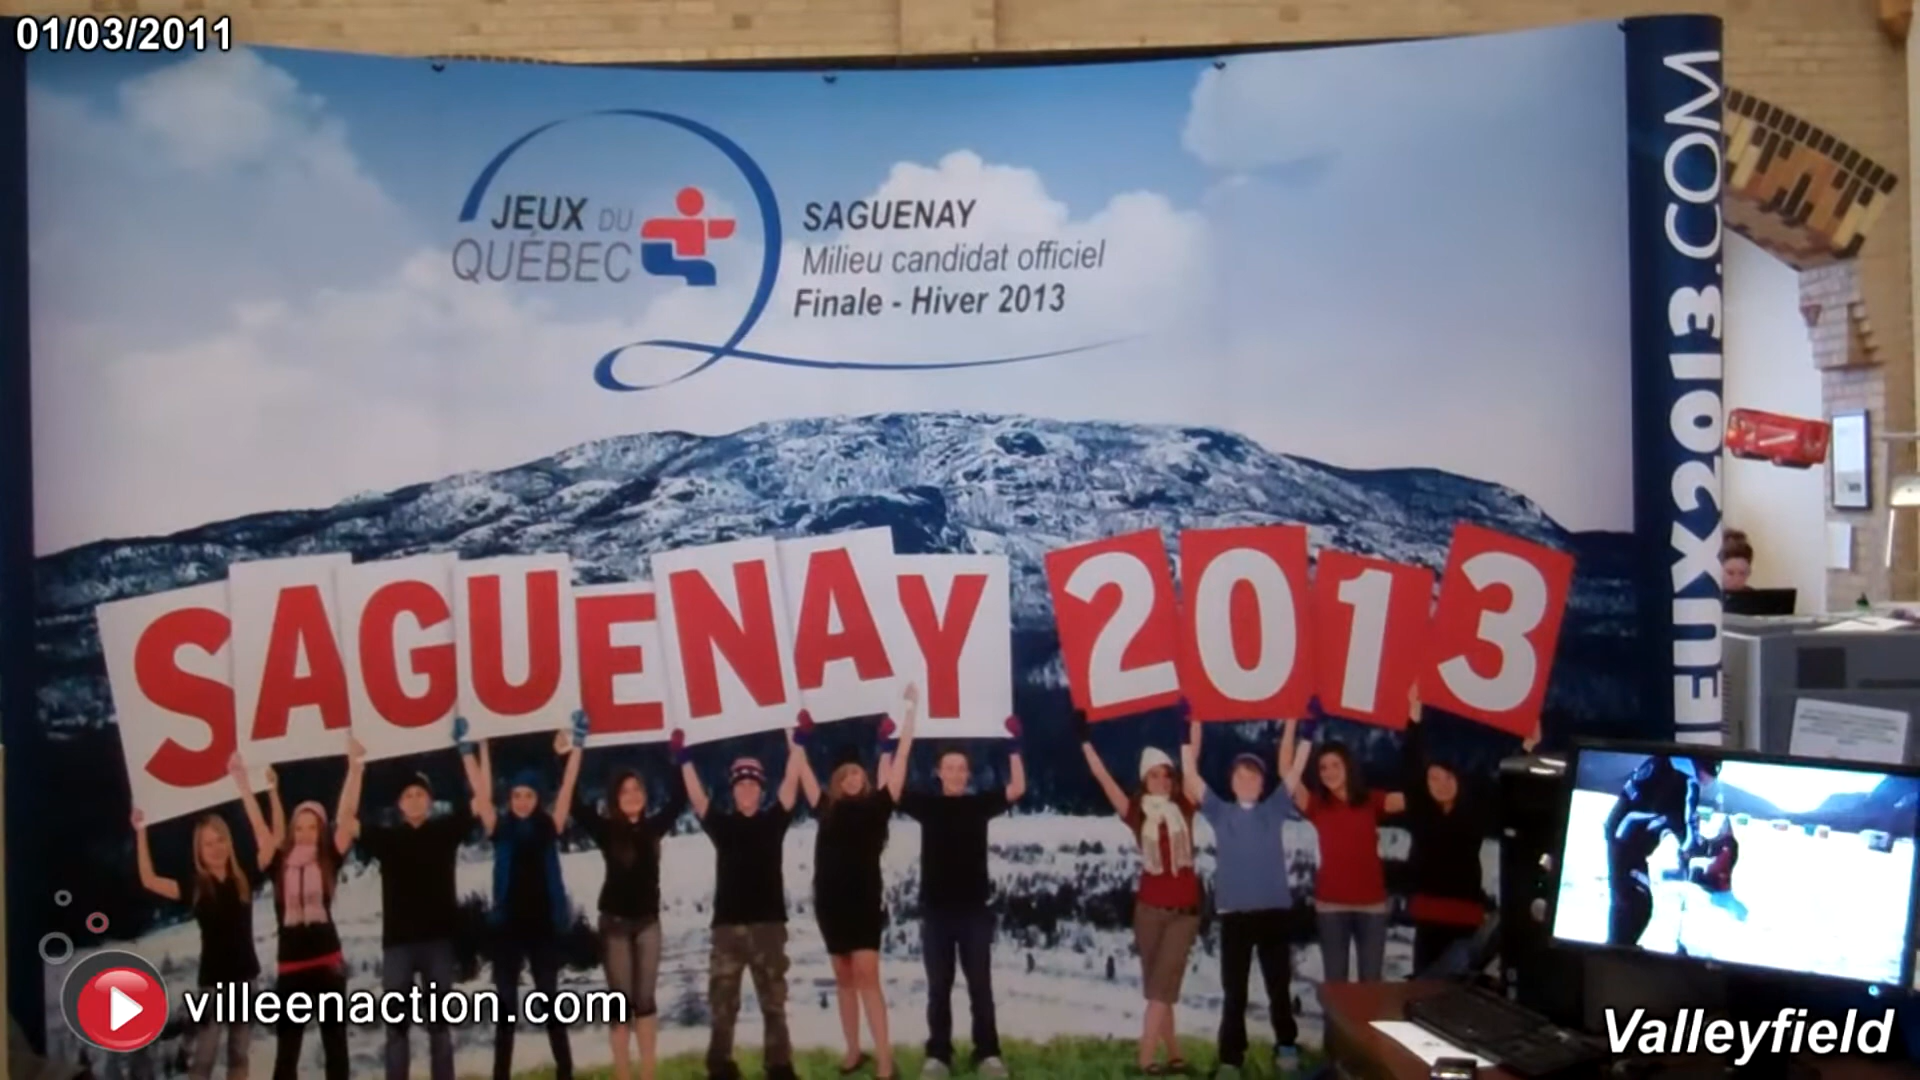 01/03/2011
JEUX DU
QUÉBEC
SAGUENAY
Milieu candidat officiel
Finale - Hiver 2013
SAGUENAY 2013
JEUX2013.COM
villeenaction.com
Valleyfield